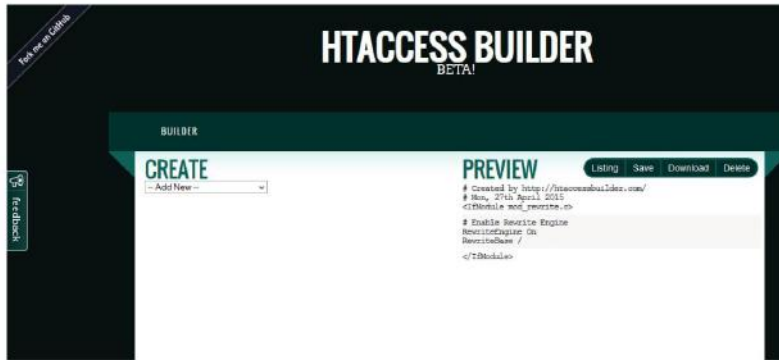 Fork me on GitHub
HTACCESS BUILDER
BETA!
BUILDER
feedback
CREATE
-- Add New --
PREVIEW
Listing Save Download Delete
# Created by http://htaccessbuilder.com/
# Mon, 27th April 2015
<IfModule mod_rewrite.c>
# Enable Rewrite Engine
RewriteEngine On
RewriteBase /
</IfModule>